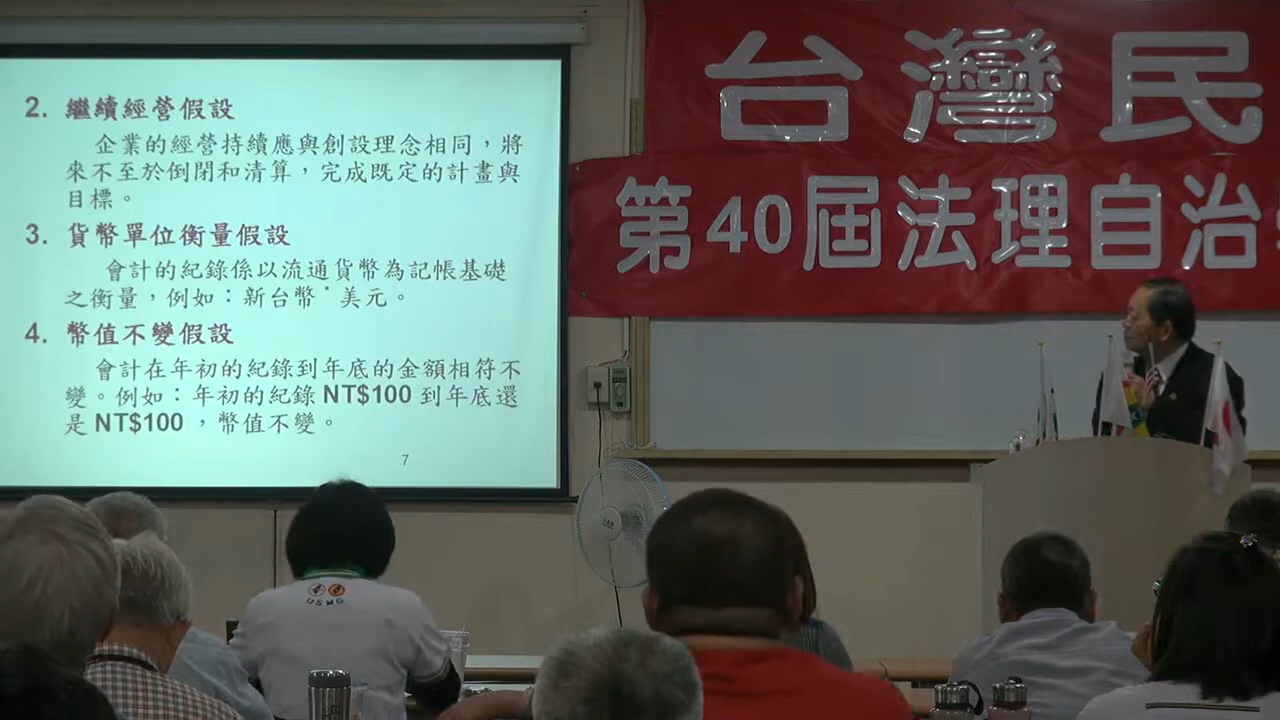 2. 繼續經營假設
企業的經營持續應與創設理念相同，將
來不至於倒閉和清算，完成既定的計畫與
目標。
3. 貨幣單位衡量假設
會計的紀錄係以流通貨幣為記帳基礎
之衡量，例如：新台幣、美元。
4. 幣值不變假設
會計在年初的紀錄到年底的金額相符不
變。例如：年初的紀錄 NT$100 到年底還
是 NT$100 ，幣值不變。
7
台灣民
第40屆法理自治
USMG